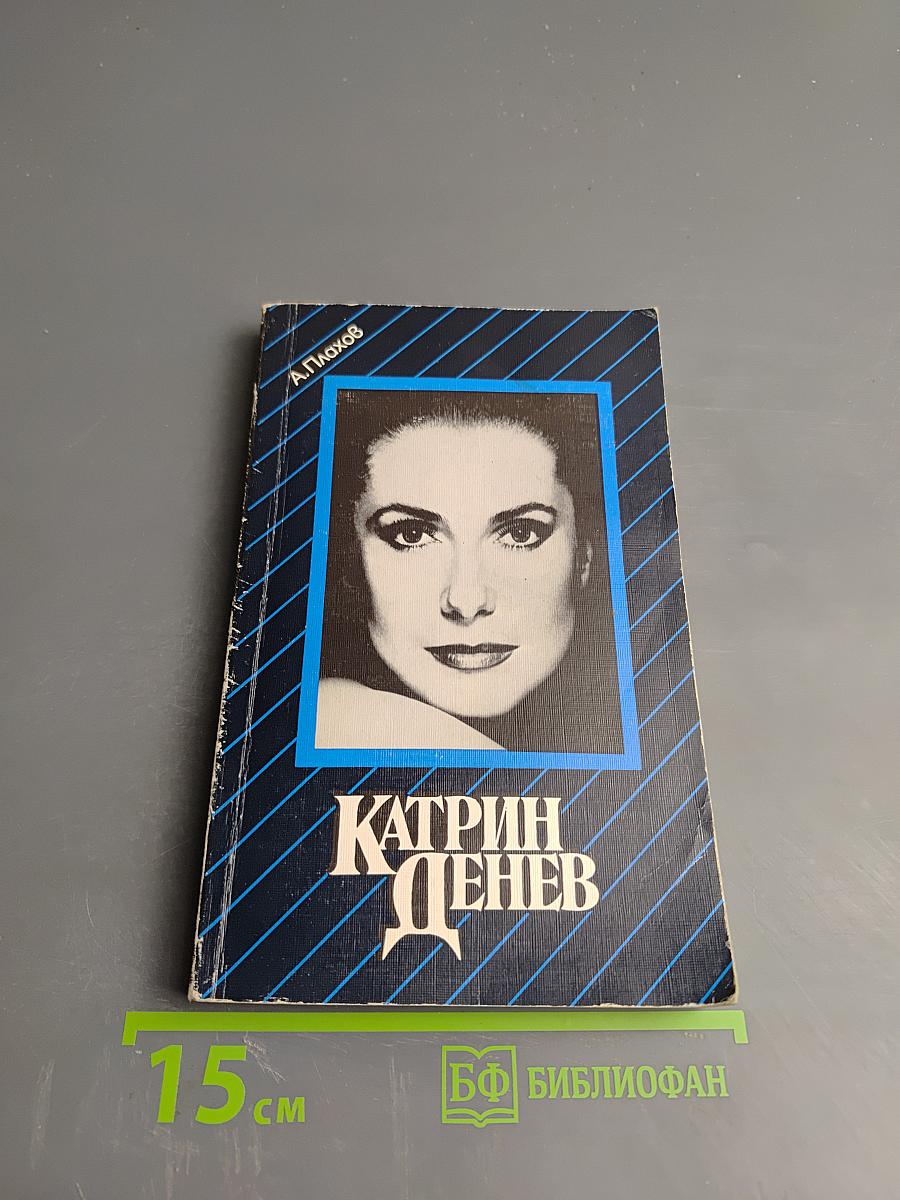 А.Плахов
КАТРИН
ДЕНЕВ
15 см
БФ БИБЛИОФАН